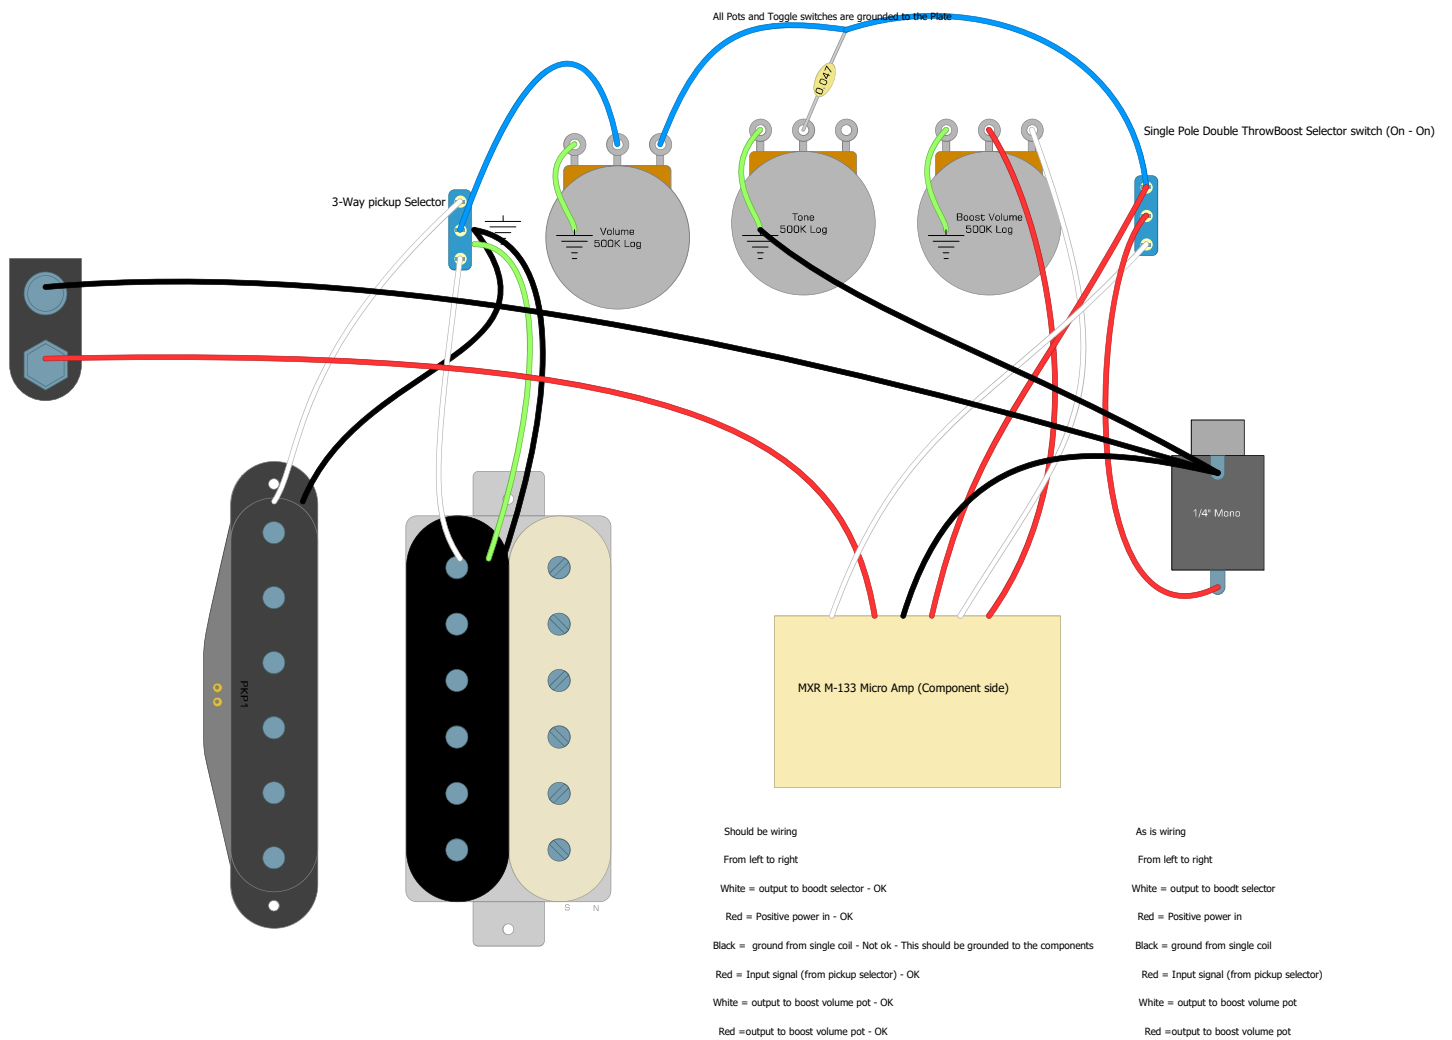 All Pots and Toggle switches are grounded to the Plate
0.047
Single Pole Double ThrowBoost Selector switch (On - On)
3-Way pickup Selector
Volume
500K Log
Tone
500K Log
Boost Volume
500K Log
1/4" Mono
PKP1
MXR M-133 Micro Amp (Component side)
S N
Should be wiring
From left to right
White = output to boodt selector - OK
Red = Positive power in - OK
Black =  ground from single coil - Not ok - This should be grounded to the components
Red = Input signal (from pickup selector) - OK
White = output to boost volume pot - OK
Red =output to boost volume pot - OK
As is wiring
From left to right
White = output to boodt selector
Red = Positive power in
Black = ground from single coil
Red = Input signal (from pickup selector)
White = output to boost volume pot
Red =output to boost volume pot